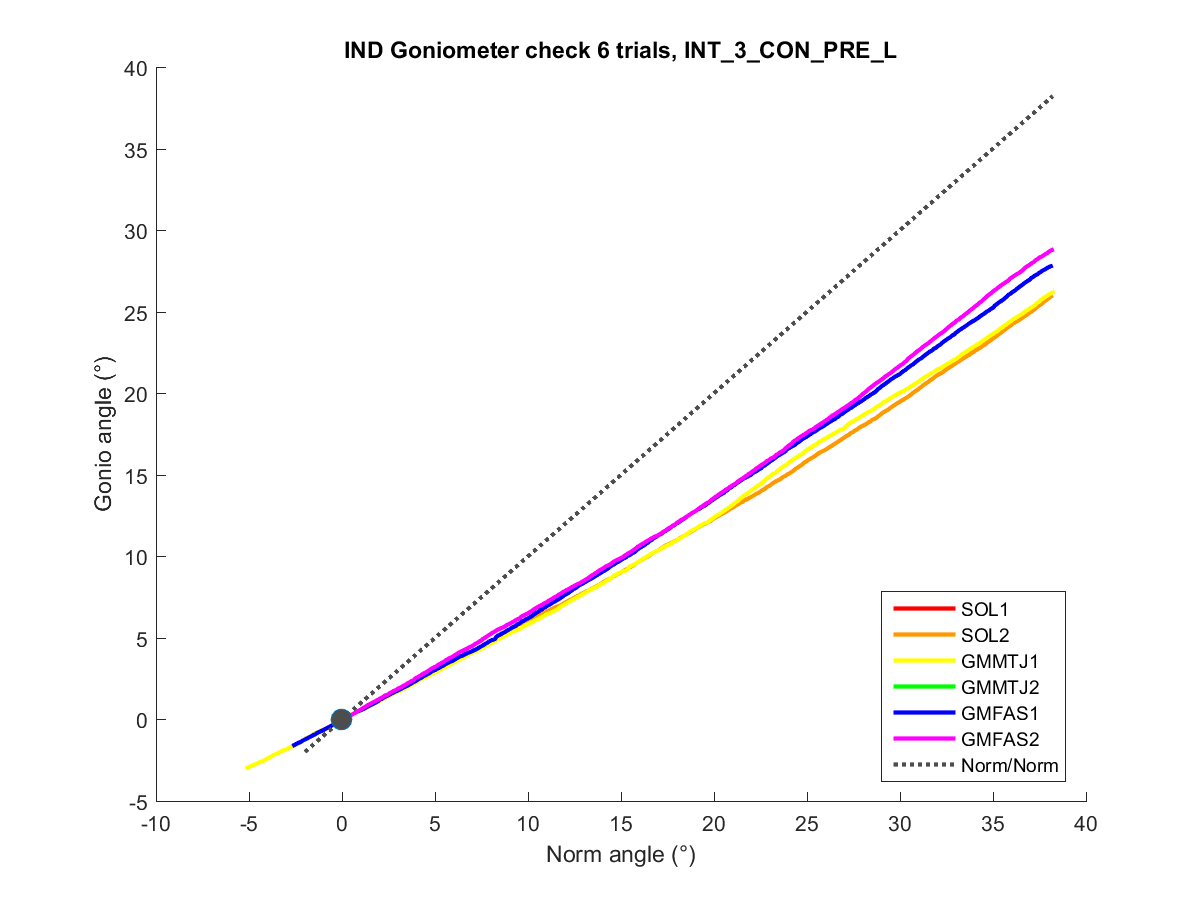 IND Goniometer check 6 trials, INT_3_CON_PRE_L
40
35
30
25
20
15
10
5
0
-5
Gonio angle (°)
-10 -5 0 5 10 15 20 25 30 35 40
Norm angle (°)
SOL1
SOL2
GMMTJ1
GMMTJ2
GMFAS1
GMFAS2
Norm/Norm